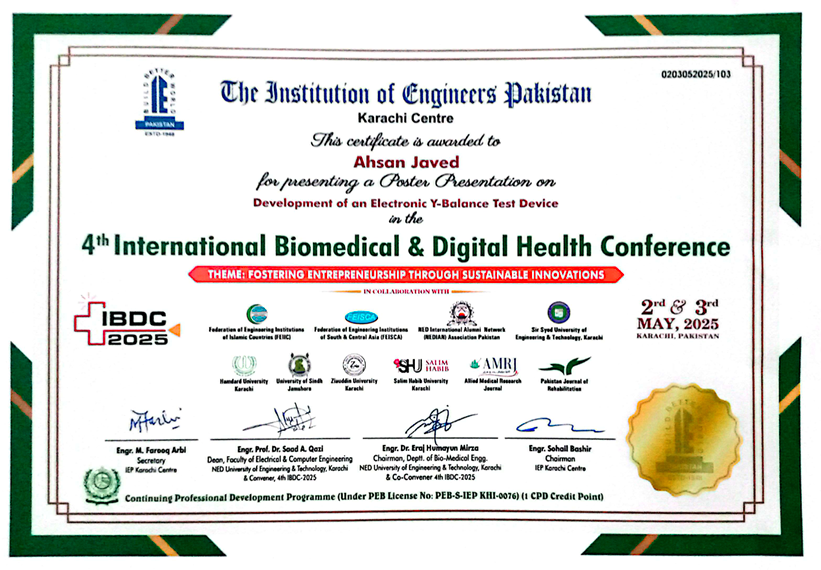 0203052025/103
BUILD BETTER WORLD
IE
PAKISTAN
ESTD-1948
The Institution of Engineers Pakistan
Karachi Centre
This certificate is awarded to
Ahsan Javed
for presenting a Poster Presentation on
Development of an Electronic Y-Balance Test Device
in the
4th International Biomedical & Digital Health Conference
THEME: FOSTERING ENTREPRENEURSHIP THROUGH SUSTAINABLE INNOVATIONS
IN COLLABORATION WITH
IBDC
2025
FEISCA
Federation of Engineering Institutions
of Islamic Countries (FEIIC)
Federation of Engineering Institutions
of South & Central Asia (FEISCA)
NED International Alumni Network
(NEDIAN) Association Pakistan
Sir Syed University of
Engineering & Technology, Karachi
2nd & 3rd
MAY, 2025
KARACHI, PAKISTAN
SHU SALIM HABIB
AMRJ
Hamdard University
Karachi
University of Sindh
Jamshoro
Ziauddin University
Karachi
Salim Habib University
Karachi
Allied Medical Research
Journal
Pakistan Journal of
Rehabilitation
Engr. M. Farooq Arbi
Secretary
IEP Karachi Centre
Engr. Prof. Dr. Saad A. Qazi
Dean, Faculty of Electrical & Computer Engineering
NED University of Engineering & Technology, Karachi
& Convener, 4th IBDC-2025
Engr. Dr. Eraj Humayun Mirza
Chairman, Deptt. of Bio-Medical Engg.
NED University of Engineering & Technology, Karachi
& Co-Convener 4th IBDC-2025
Engr. Sohail Bashir
Chairman
IEP Karachi Centre
Continuing Professional Development Programme (Under PEB License No: PEB-S-IEP KHI-0076) (1 CPD Credit Point)